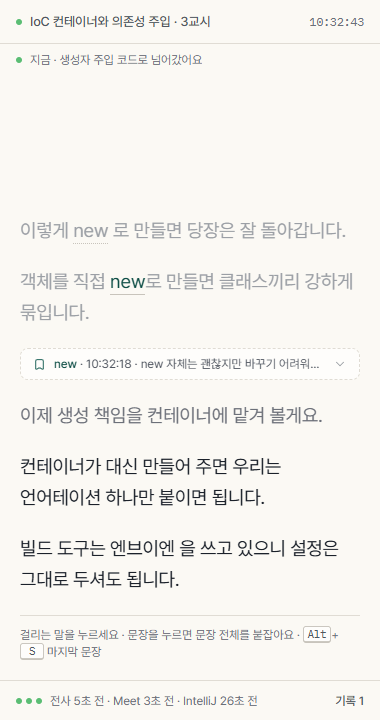 IoC 컨테이너와 의존성 주입 · 3교시 10:32:43
지금 · 생성자 주입 코드로 넘어갔어요
이렇게 new 로 만들면 당장은 잘 돌아갑니다.
객체를 직접 new로 만들면 클래스끼리 강하게
묶입니다.
new · 10:32:18 · new 자체는 괜찮지만 바꾸기 어려워...
이제 생성 책임을 컨테이너에 맡겨 볼게요.
컨테이너가 대신 만들어 주면 우리는
언어테이션 하나만 붙이면 됩니다.
빌드 도구는 엔브이엔 을 쓰고 있으니 설정은
그대로 두셔도 됩니다.
걸리는 말을 누르세요 · 문장을 누르면 문장 전체를 붙잡아요 · Alt +
S 마지막 문장
전사 5초 전 · Meet 3초 전 · IntelliJ 26초 전 기록 1